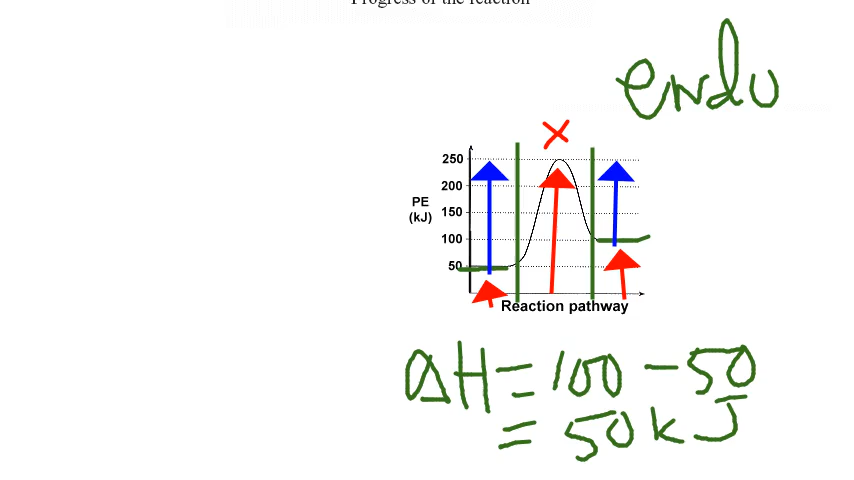 Progress of the reaction
endo
X
250
200
PE
(kJ)
150
100
50
Reaction pathway
ΔH = 100 - 50
= 50 kJ